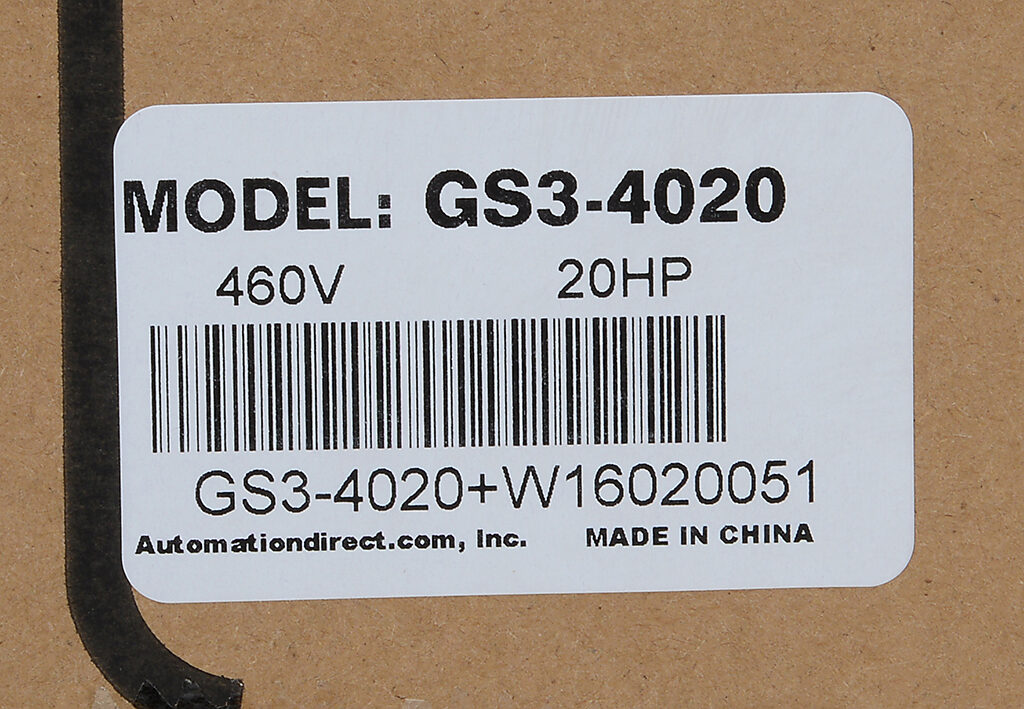 MODEL: GS3-4020
460V 20HP
GS3-4020+W16020051
Automationdirect.com, Inc. MADE IN CHINA